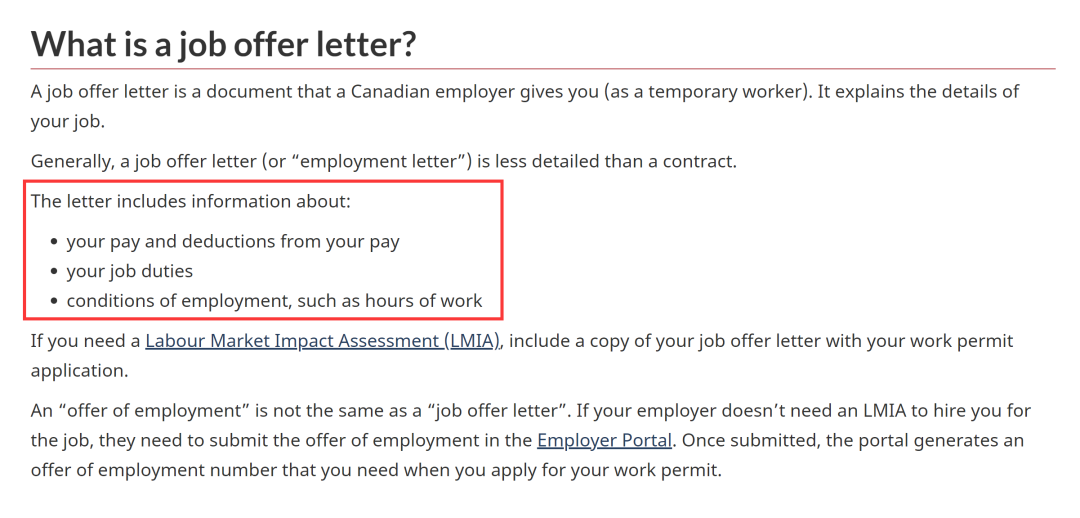 What is a job offer letter?
A job offer letter is a document that a Canadian employer gives you (as a temporary worker). It explains the details of
your job.
Generally, a job offer letter (or “employment letter”) is less detailed than a contract.
The letter includes information about:
• your pay and deductions from your pay
• your job duties
• conditions of employment, such as hours of work
If you need a Labour Market Impact Assessment (LMIA), include a copy of your job offer letter with your work permit
application.
An “offer of employment” is not the same as a “job offer letter”. If your employer doesn’t need an LMIA to hire you for
the job, they need to submit the offer of employment in the Employer Portal. Once submitted, the portal generates an
offer of employment number that you need when you apply for your work permit.